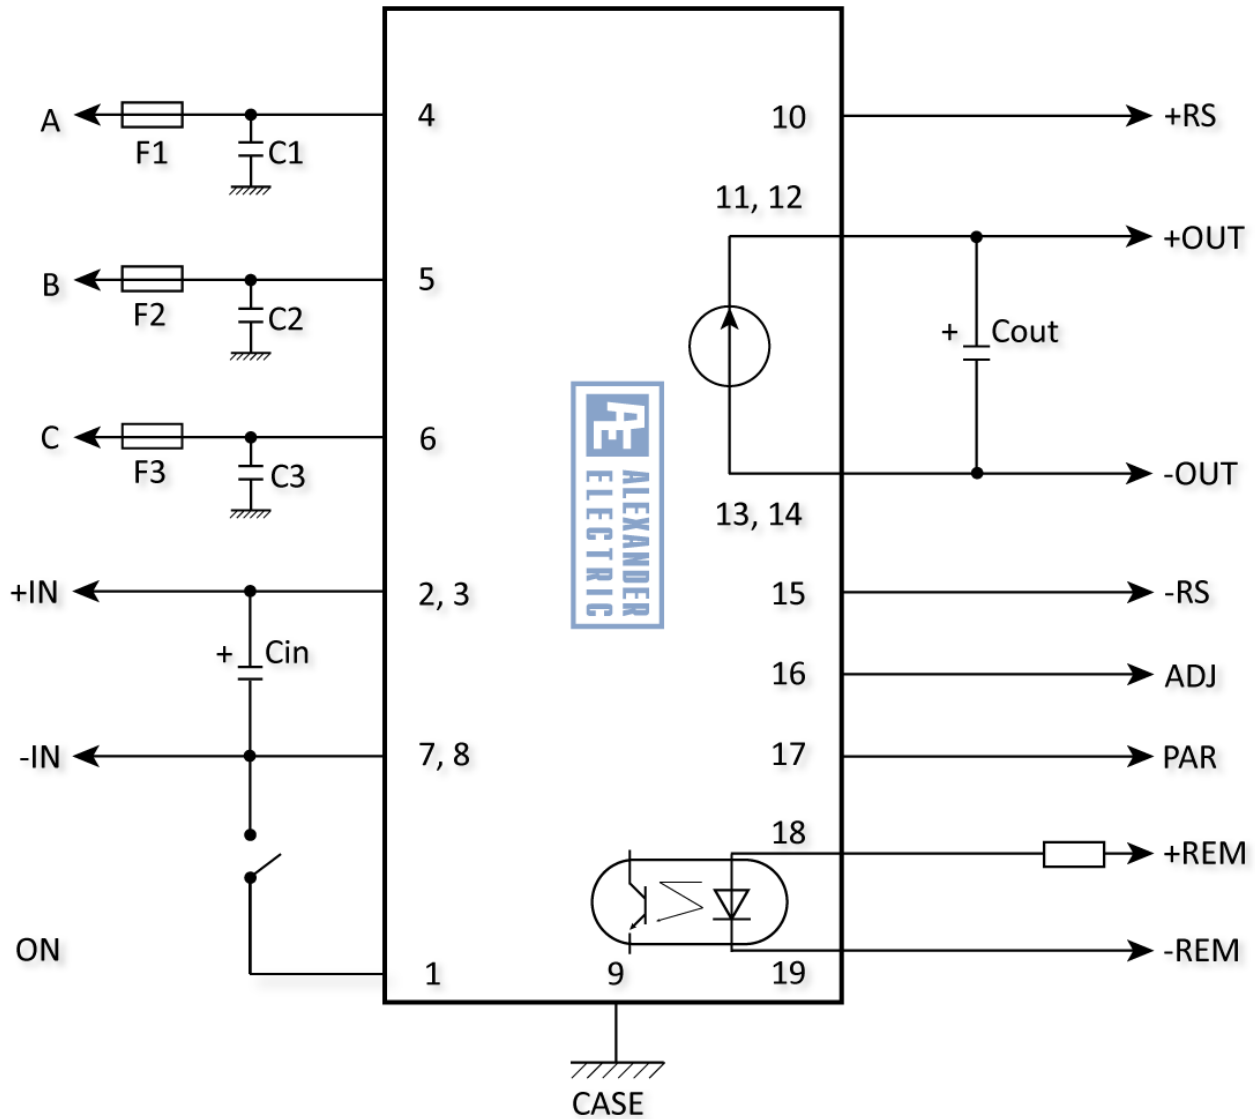 A
F1
C1
4
B
F2
C2
5
C
F3
C3
6
+IN
+ Cin
2, 3
-IN
7, 8
ON
1
10
+RS
11, 12
+OUT
+ Cout
-OUT
13, 14
15
-RS
16
ADJ
17
PAR
18
+REM
-REM
19
9
CASE
AE
ALEXANDER
ELECTRIC